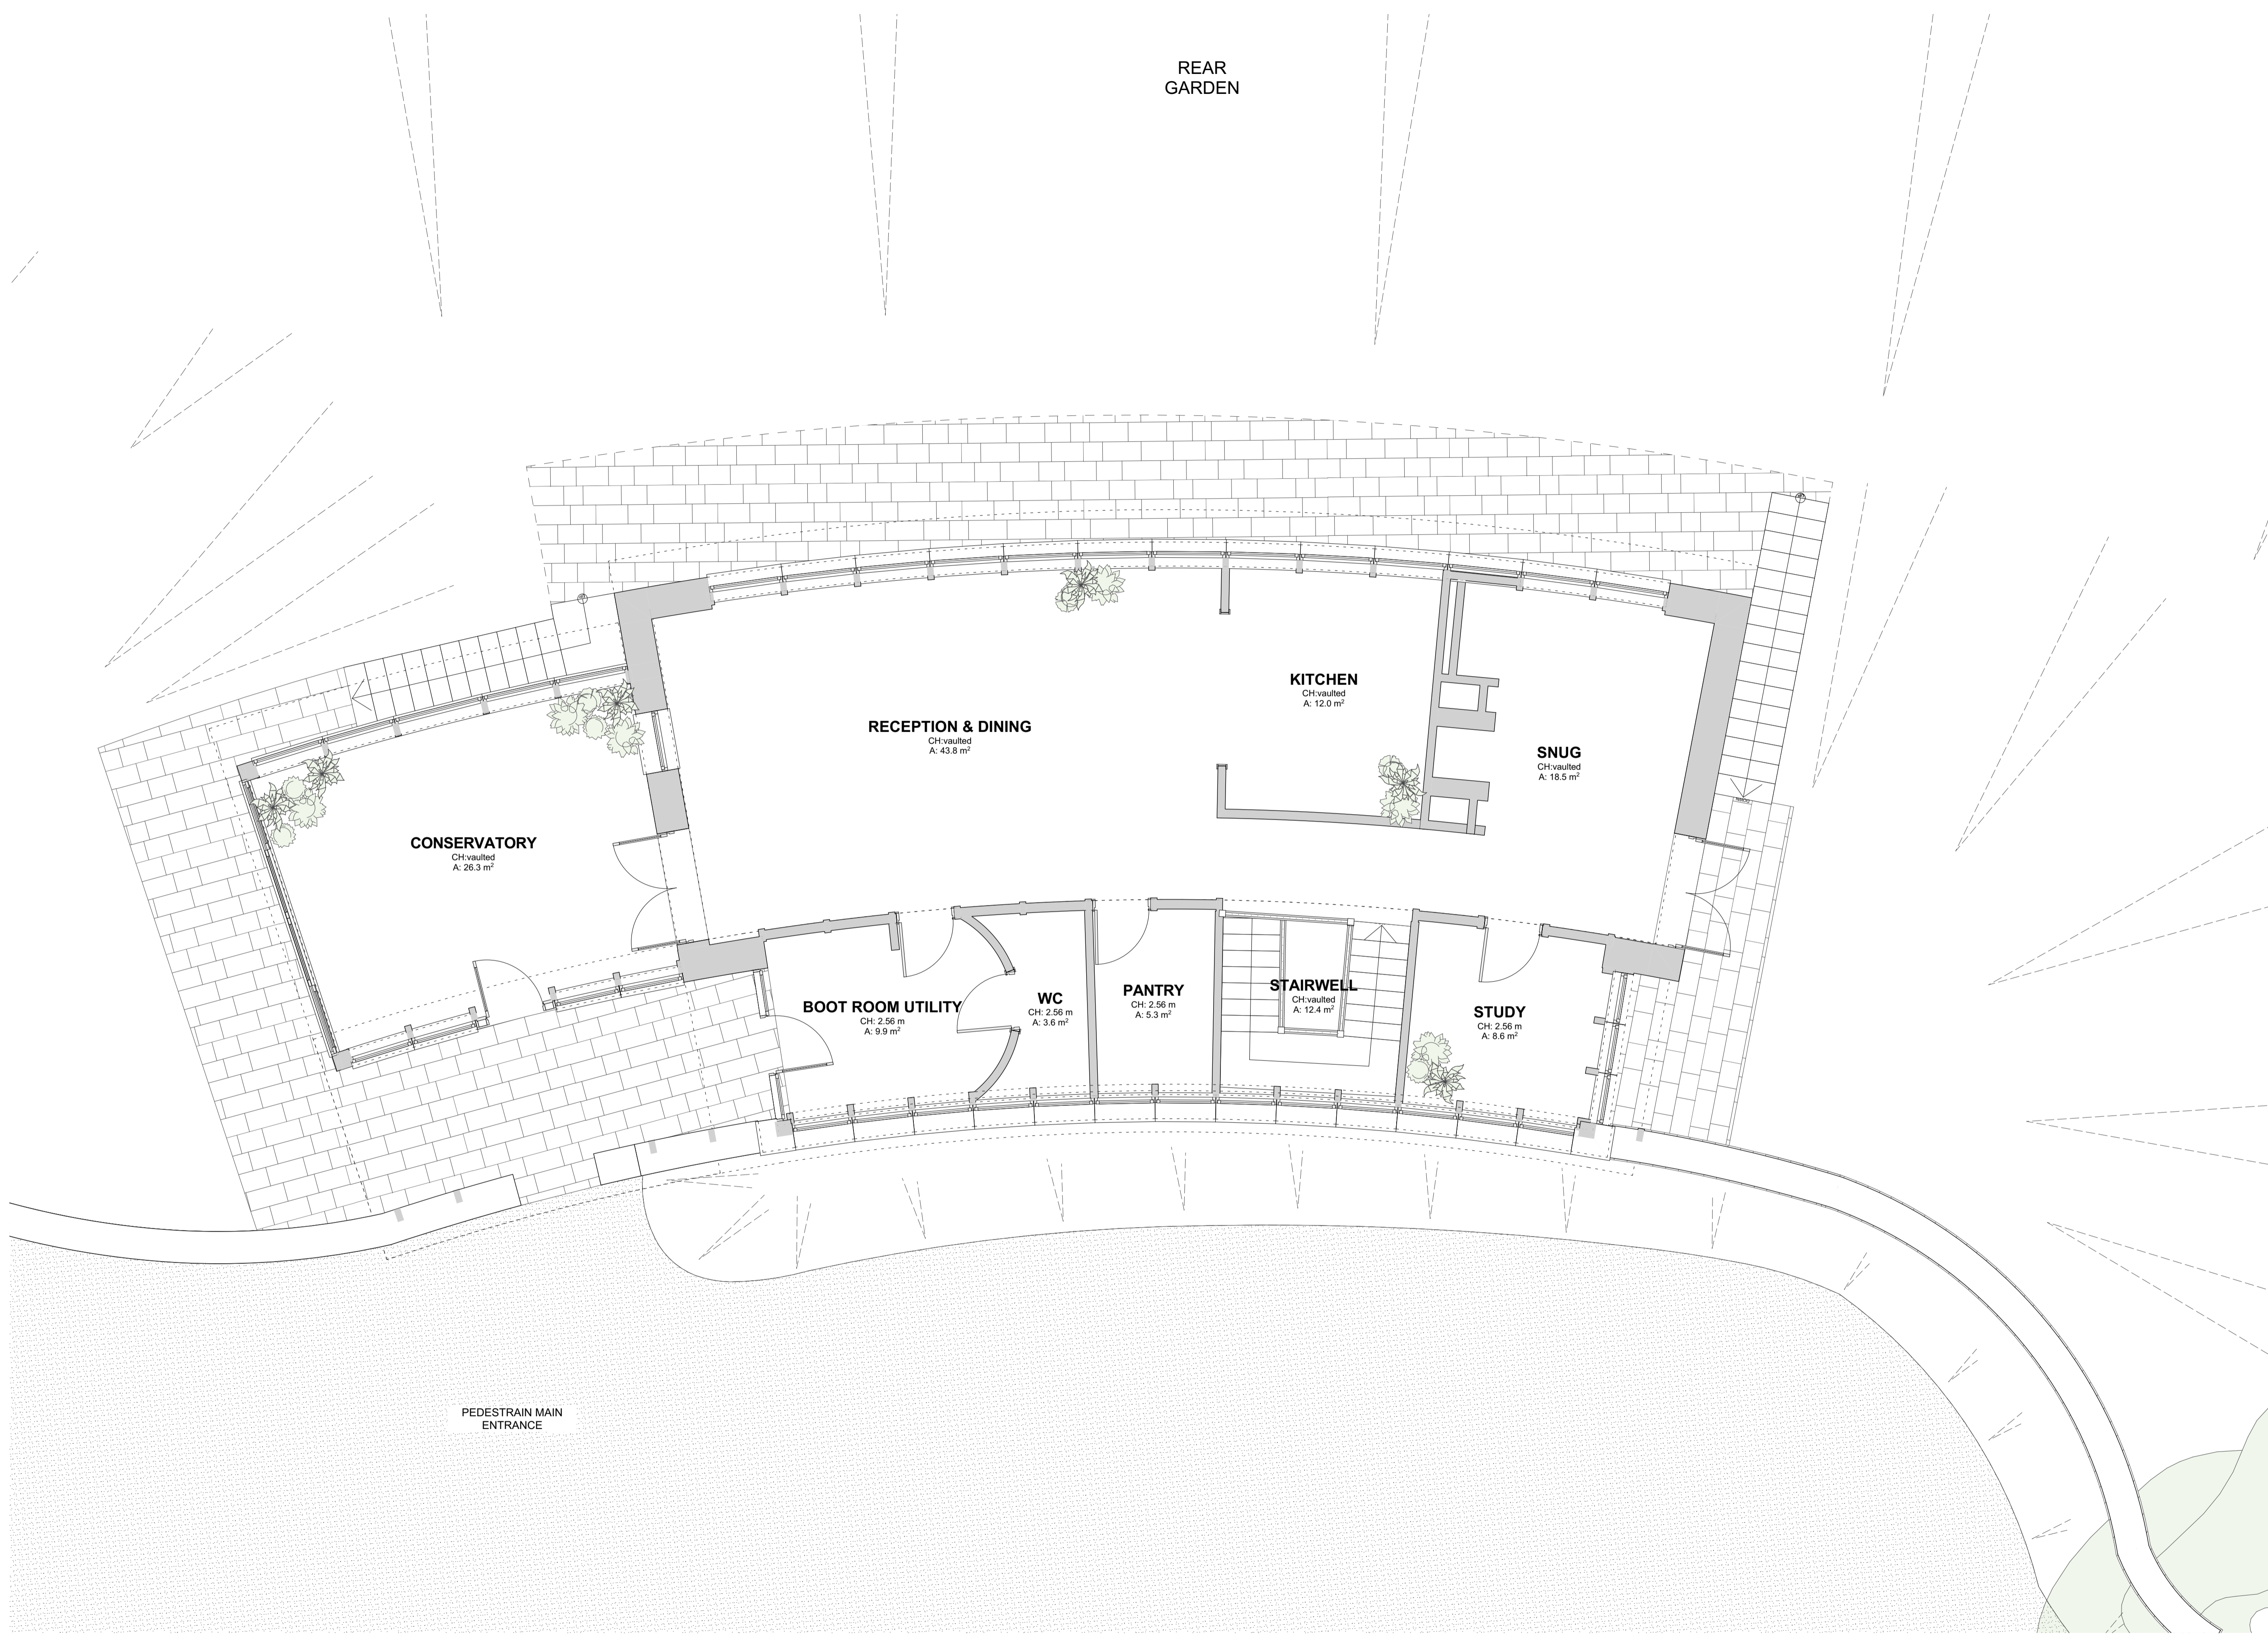 REAR
GARDEN
KITCHEN
CH:vaulted
A: 12.0 m²
RECEPTION & DINING
CH:vaulted
A: 43.8 m²
SNUG
CH:vaulted
A: 18.5 m²
CONSERVATORY
CH:vaulted
A: 26.3 m²
BOOT ROOM UTILITY
CH: 2.56 m
A: 9.9 m²
WC
CH: 2.56 m
A: 3.6 m²
PANTRY
CH: 2.56 m
A: 5.3 m²
STAIRWELL
CH:vaulted
A: 12.4 m²
STUDY
CH: 2.56 m
A: 8.6 m²
PEDESTRAIN MAIN
ENTRANCE